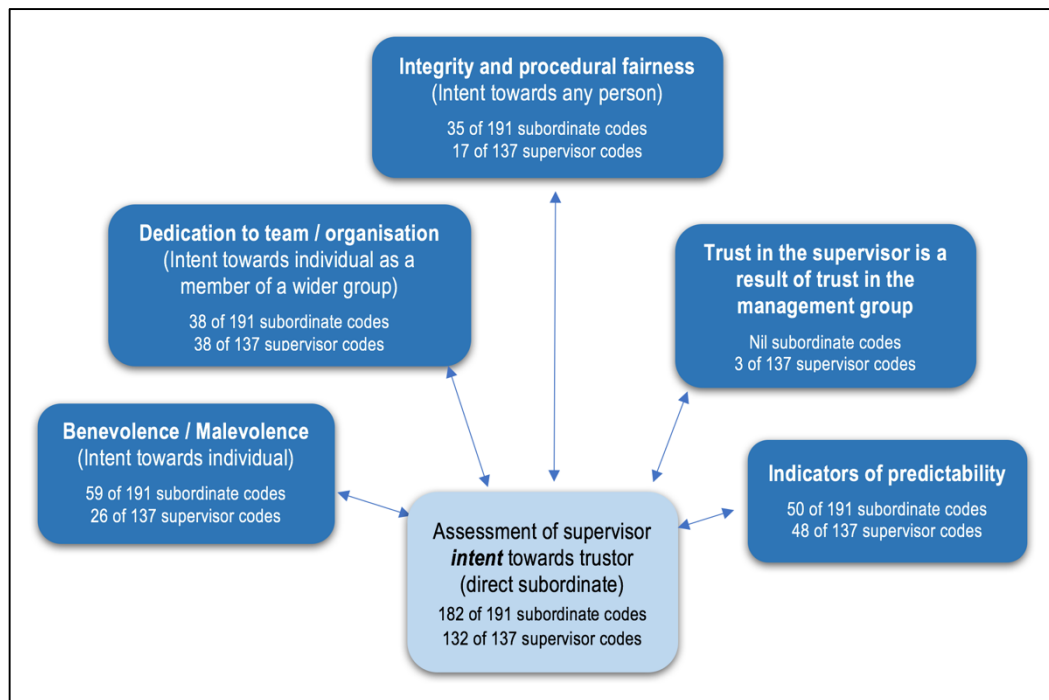 Integrity and procedural fairness
(Intent towards any person)
35 of 191 subordinate codes
17 of 137 supervisor codes
Dedication to team / organisation
(Intent towards individual as a
member of a wider group)
38 of 191 subordinate codes
38 of 137 supervisor codes
Trust in the supervisor is a
result of trust in the
management group
Nil subordinate codes
3 of 137 supervisor codes
Benevolence / Malevolence
(Intent towards individual)
59 of 191 subordinate codes
26 of 137 supervisor codes
Indicators of predictability
50 of 191 subordinate codes
48 of 137 supervisor codes
Assessment of supervisor
intent towards trustor
(direct subordinate)
182 of 191 subordinate codes
132 of 137 supervisor codes